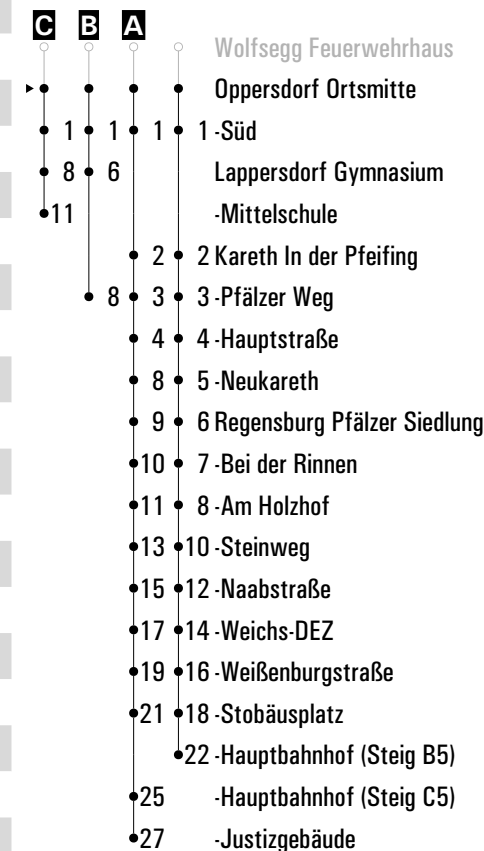 C B A
Wolfsegg Feuerwehrhaus
Oppersdorf Ortsmitte
1 1 1 1 -Süd
8 6 Lappersdorf Gymnasium
11 -Mittelschule
2 2 Kareth In der Pfeifing
8 3 3 -Pfälzer Weg
4 4 -Hauptstraße
8 5 -Neukareth
9 6 Regensburg Pfälzer Siedlung
10 7 -Bei der Rinnen
11 8 -Am Holzhof
13 10 -Steinweg
15 12 -Naabstraße
17 14 -Weichs-DEZ
19 16 -Weißenburgstraße
21 18 -Stobäusplatz
22 -Hauptbahnhof (Steig B5)
25 -Hauptbahnhof (Steig C5)
27 -Justizgebäude